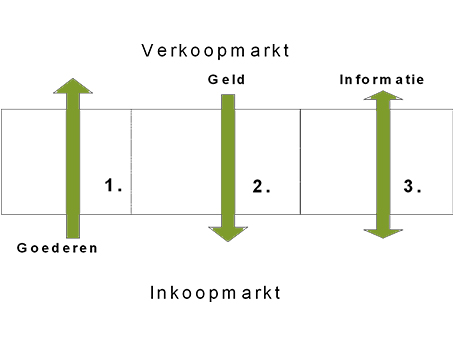 Verkoopmarkt
Geld
Informatie
1.
2.
3.
Goederen
Inkoopmarkt